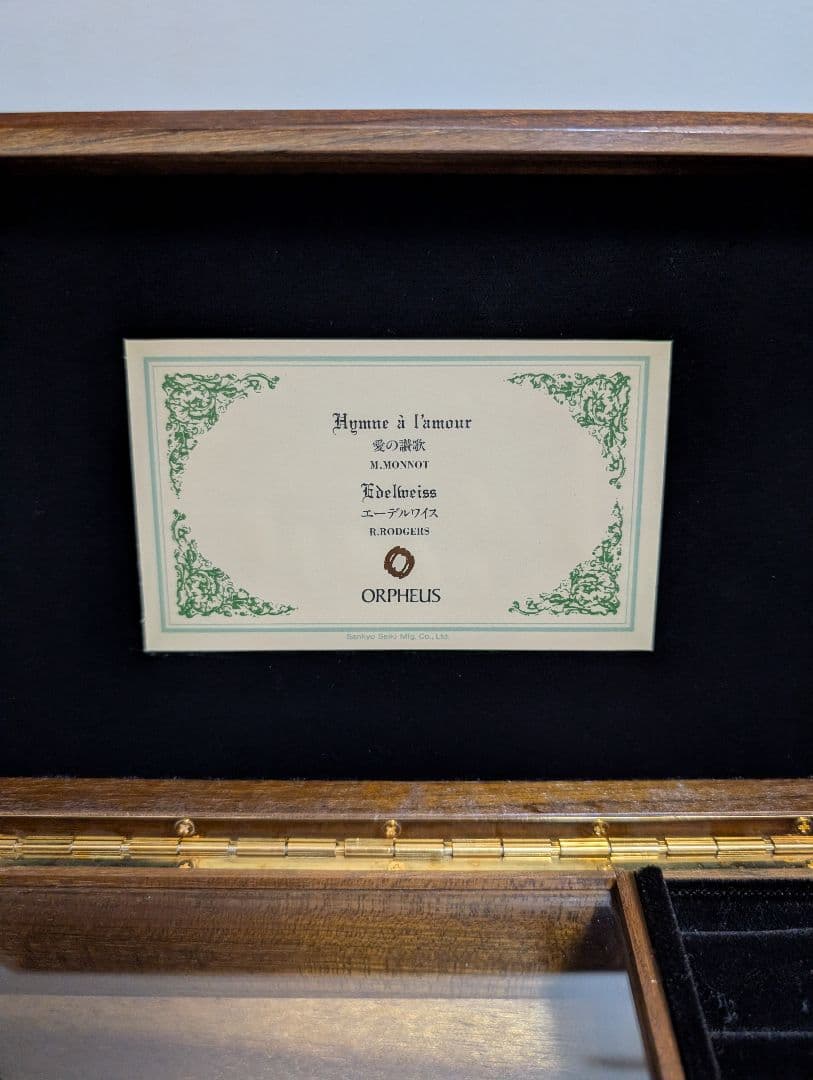 Hymne à l'amour
愛の讃歌
M.MONNOT
Edelweiss
エーデルワイス
R.RODGERS
ORPHEUS
Sankyo Seiki Mfg. Co., Ltd.